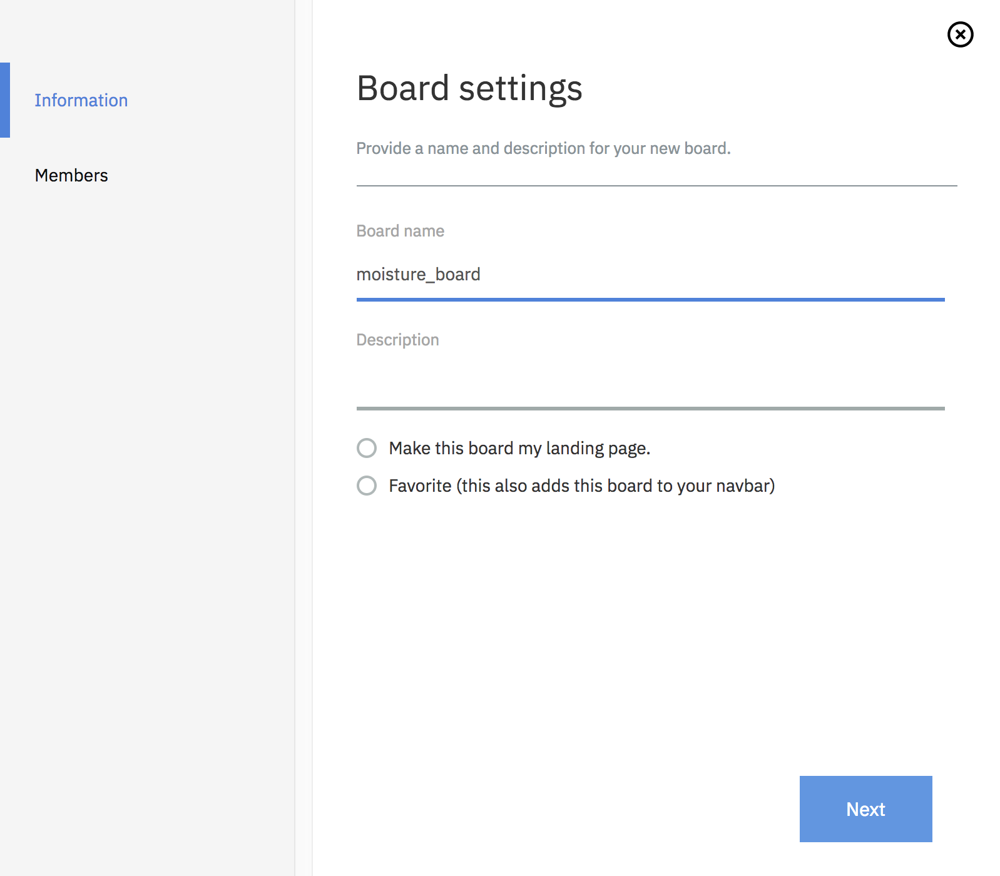 Information
Members
Board settings
Provide a name and description for your new board.
Board name
moisture_board
Description
Make this board my landing page.
Favorite (this also adds this board to your navbar)
Next